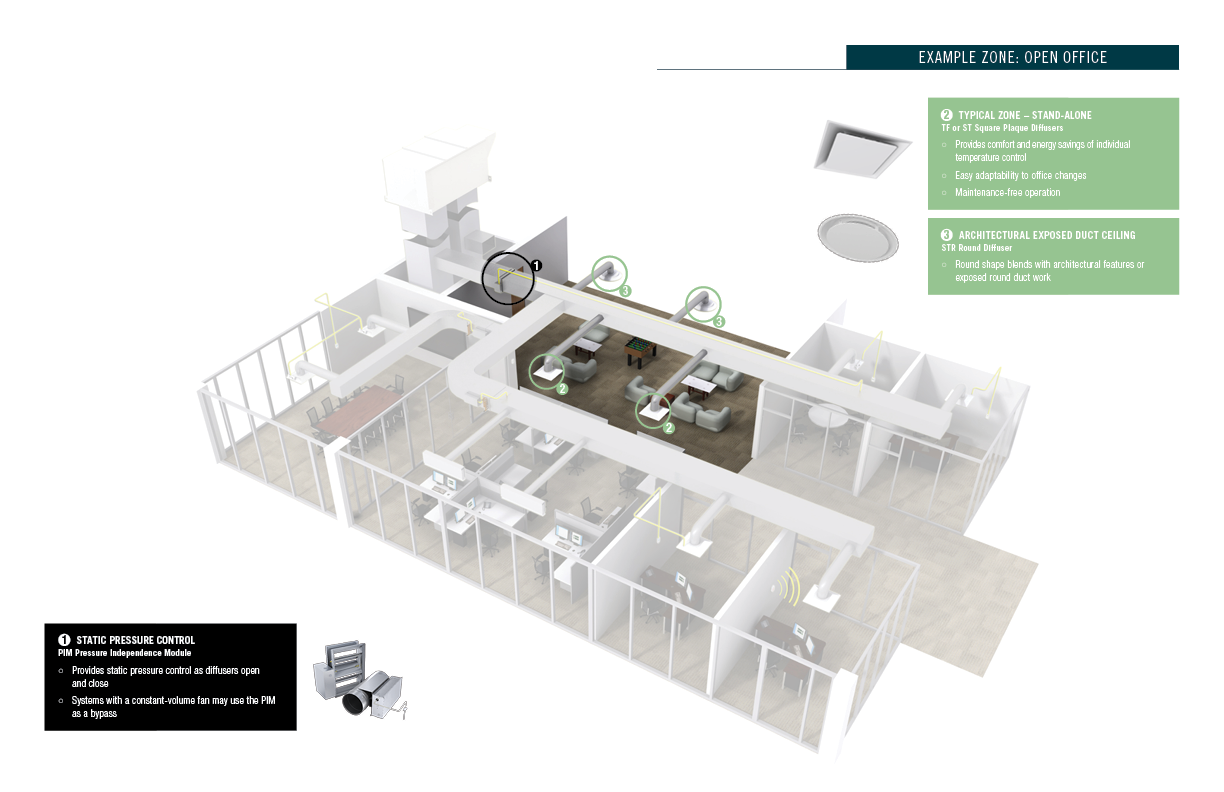 EXAMPLE ZONE: OPEN OFFICE
2 TYPICAL ZONE – STAND-ALONE
TF or ST Square Plaque Diffusers
○ Provides comfort and energy savings of individual
temperature control
○ Easy adaptability to office changes
○ Maintenance-free operation
3 ARCHITECTURAL EXPOSED DUCT CEILING
STR Round Diffuser
○ Round shape blends with architectural features or
exposed round duct work
1
3
3
2
2
1 STATIC PRESSURE CONTROL
PIM Pressure Independence Module
○ Provides static pressure control as diffusers open
and close
○ Systems with a constant-volume fan may use the PIM
as a bypass